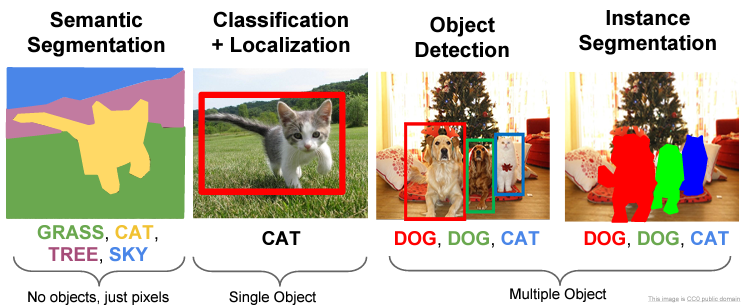 Semantic
Segmentation
Classification
+ Localization
Object
Detection
Instance
Segmentation
GRASS, CAT,
TREE, SKY
CAT
DOG, DOG, CAT
DOG, DOG, CAT
No objects, just pixels
Single Object
Multiple Object
This image is CC0 public domain